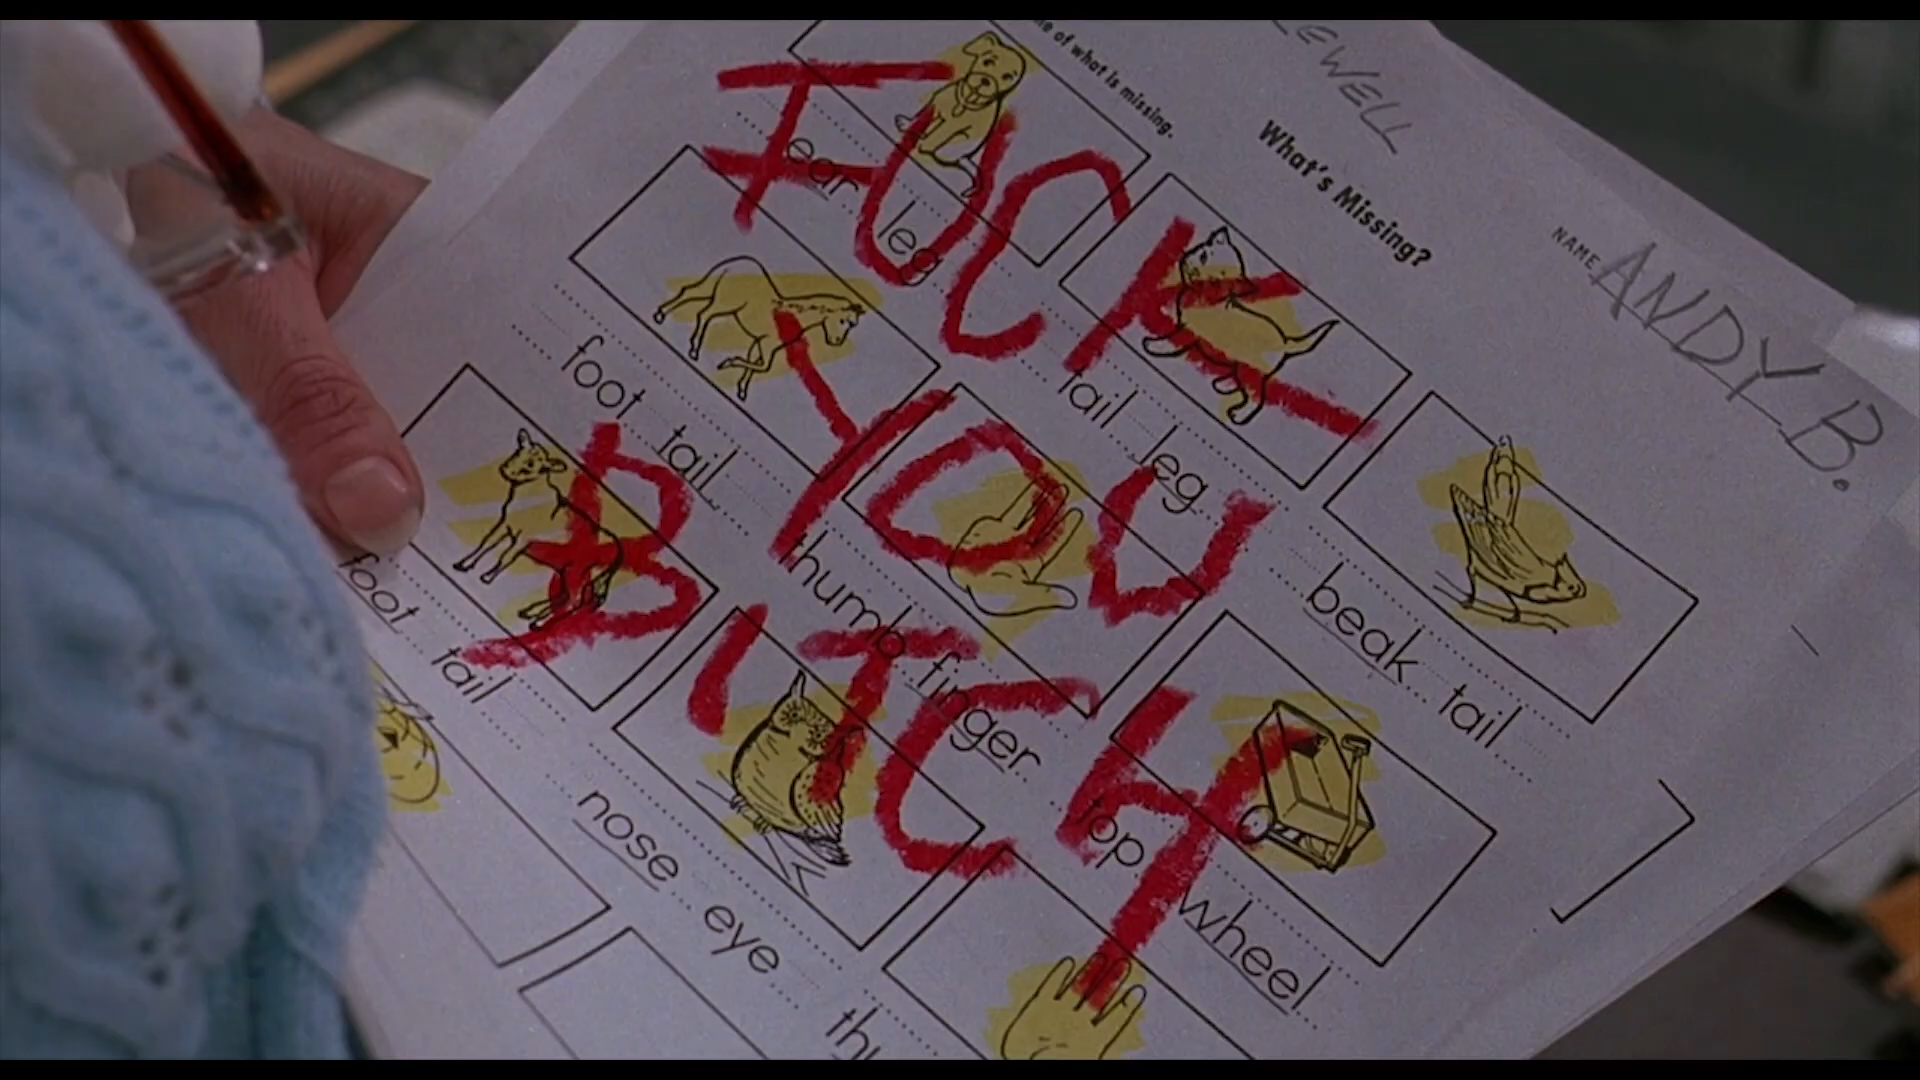 of what is missing.
EWELL
What's Missing?
NAME ANDY B.
FUCK
YOU
BITCH
ear leg
tail leg
beak tail
foot tail
thumb finger
top wheel
foot tail
nose eye